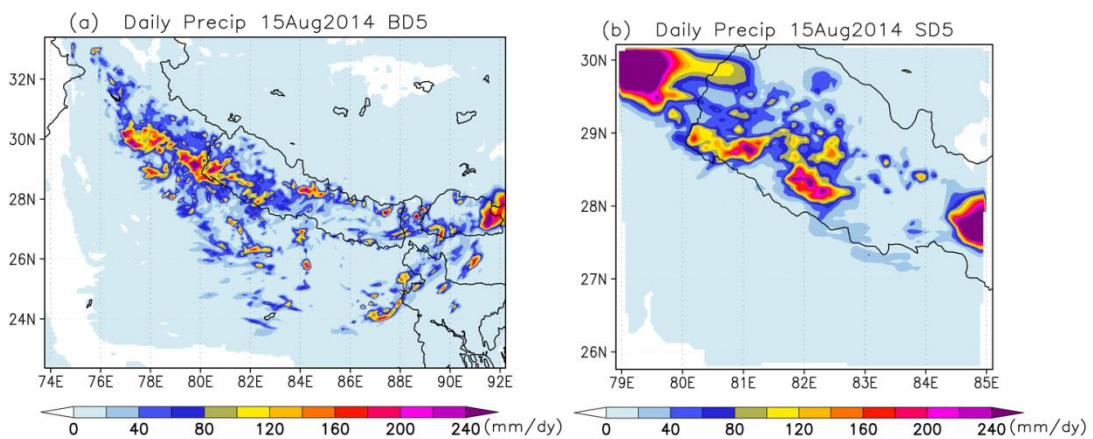 (a) Daily Precip 15Aug2014 BD5
32N
30N
28N
26N
24N
74E 76E 78E 80E 82E 84E 86E 88E 90E 92E
0 40 80 120 160 200 240 (mm/dy)
(b) Daily Precip 15Aug2014 SD5
30N
29N
28N
27N
26N
79E 80E 81E 82E 83E 84E 85E
0 40 80 120 160 200 240 (mm/dy)